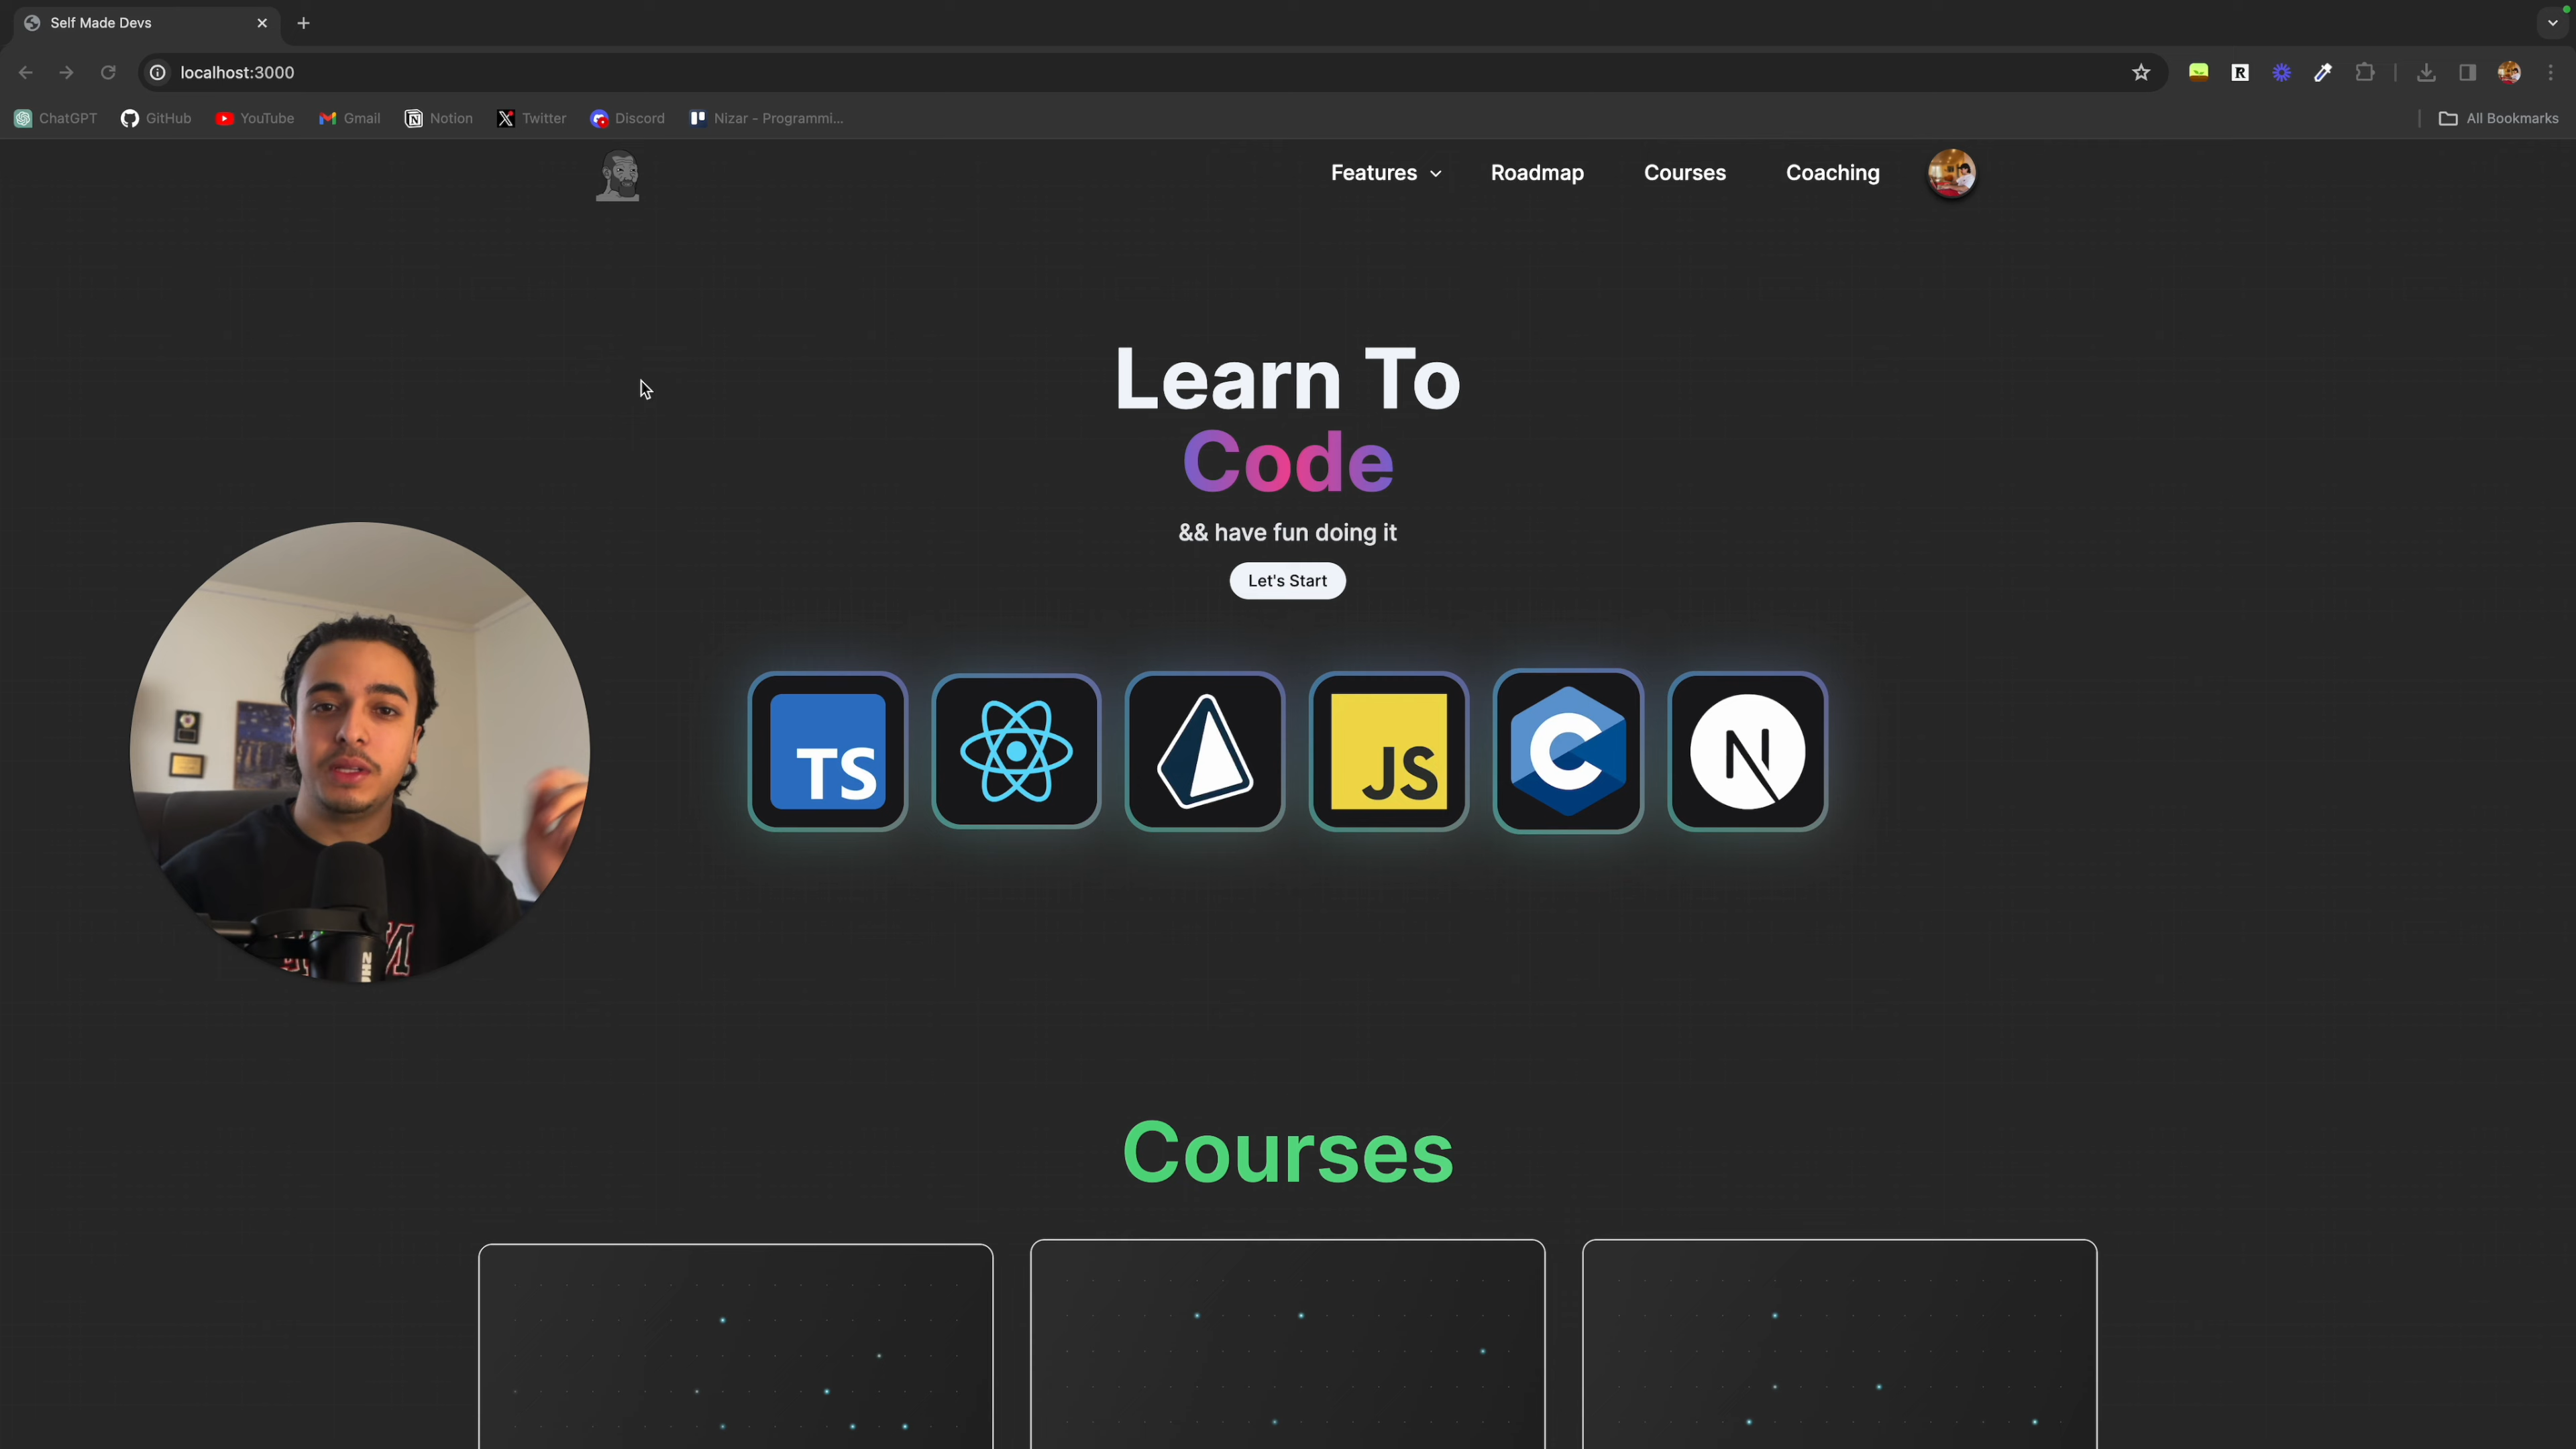 Self Made Devs
localhost:3000
ChatGPT GitHub YouTube Gmail Notion Twitter Discord Nizar - Programmi... All Bookmarks
Features Roadmap Courses Coaching
Learn To
Code
&& have fun doing it
Let's Start
TS JS C N
Courses